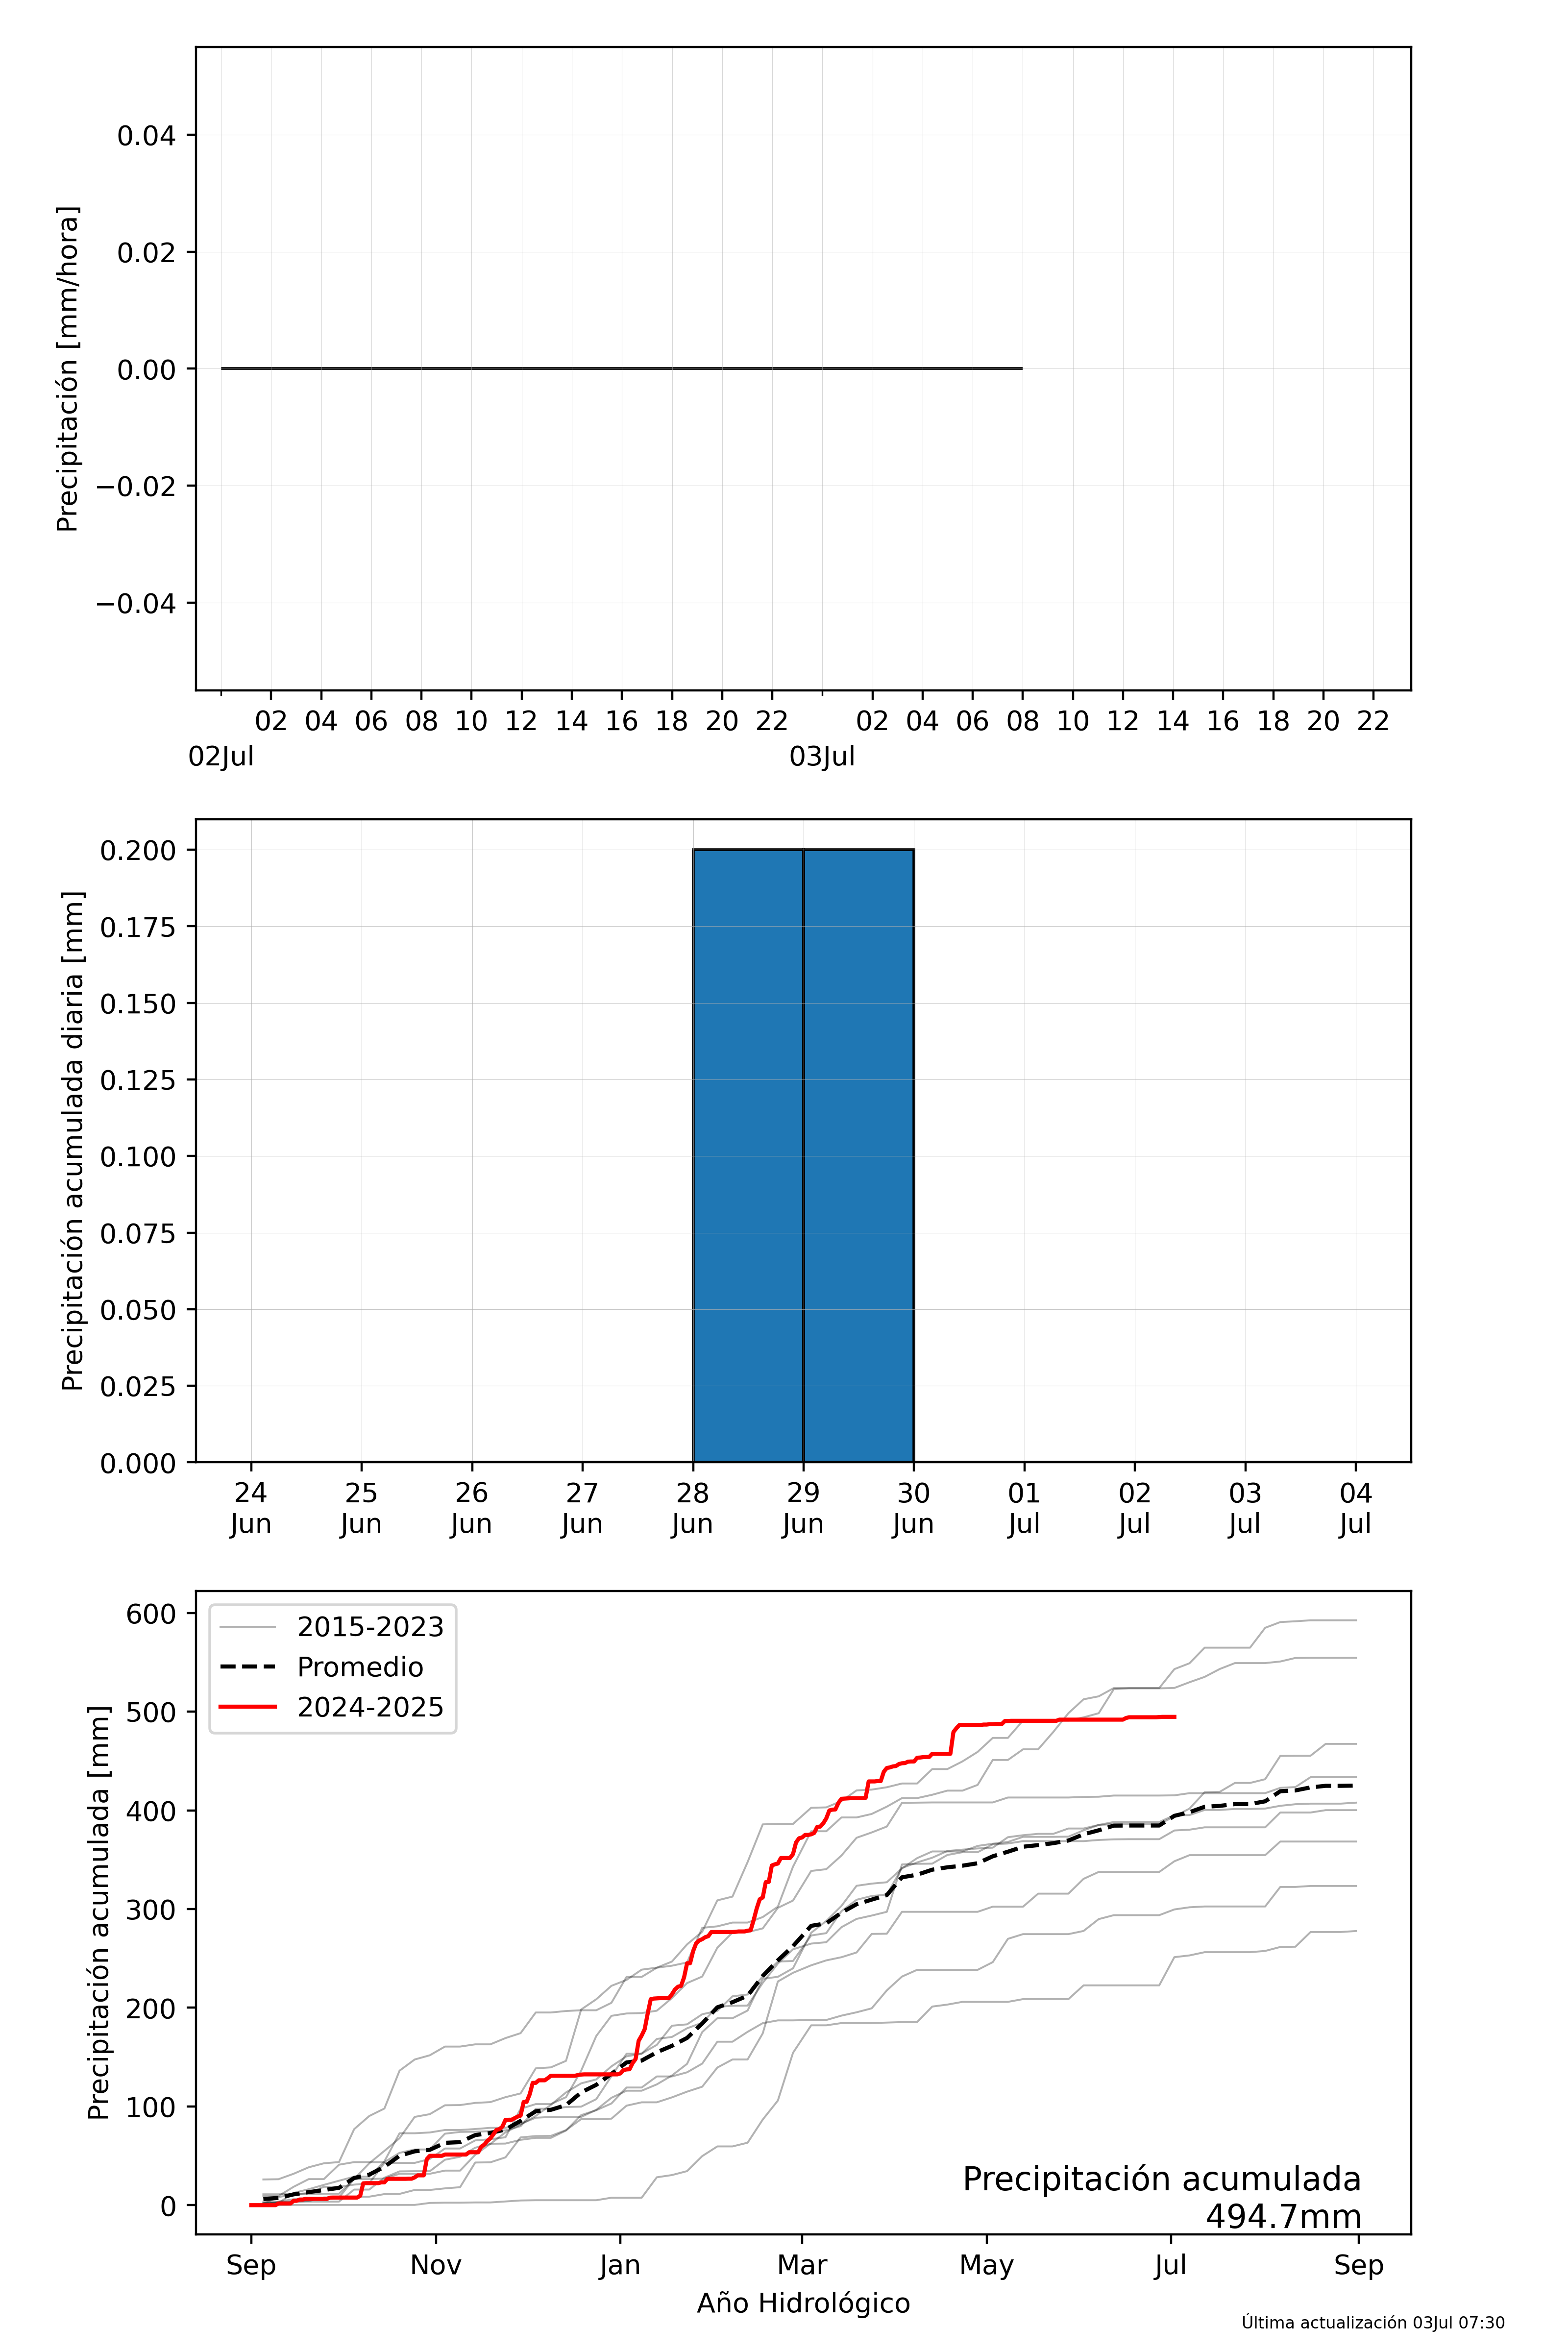 Precipitación [mm/hora]
0.04
0.02
0.00
−0.02
−0.04
02 04 06 08 10 12 14 16 18 20 22 02 04 06 08 10 12 14 16 18 20 22
02Jul 03Jul
Precipitación acumulada diaria [mm]
0.200
0.175
0.150
0.125
0.100
0.075
0.050
0.025
0.000
24 25 26 27 28 29 30 01 02 03 04
Jun Jun Jun Jun Jun Jun Jun Jul Jul Jul Jul
Precipitación acumulada [mm]
600
500
400
300
200
100
0
2015-2023
Promedio
2024-2025
Precipitación acumulada
494.7mm
Sep Nov Jan Mar May Jul Sep
Año Hidrológico
Última actualización 03Jul 07:30